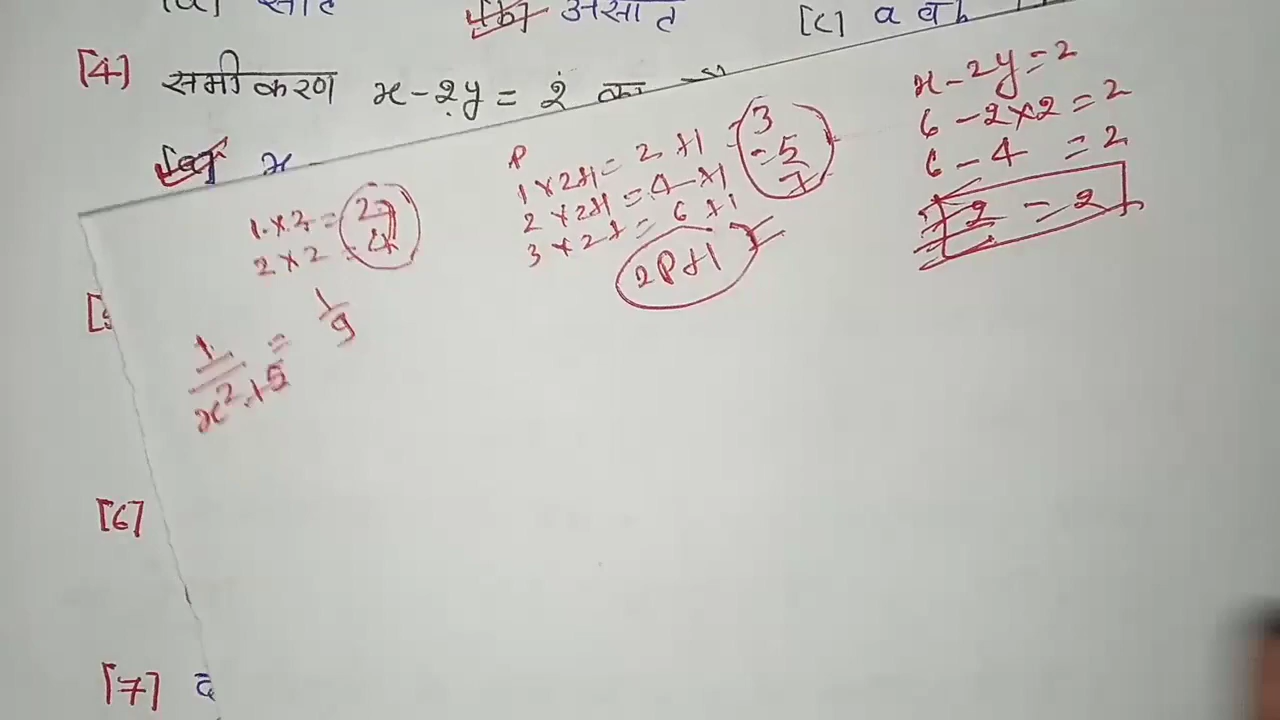 [b] असांत [c] a व
[4] समीकरण x - 2y = 2 का
[a] x
[6]
[7] द
1 × 2 = 2
2 × 2 4
1/x² + 5 = 1/9
P
1 × 2+1 = 2 +1 = 3
2 × 2+1 = 4 +1 = 5
3 × 2+ = 6 +1 7
2P+1
x - 2y = 2
6 - 2×2 = 2
6 - 4 = 2
2 = 2